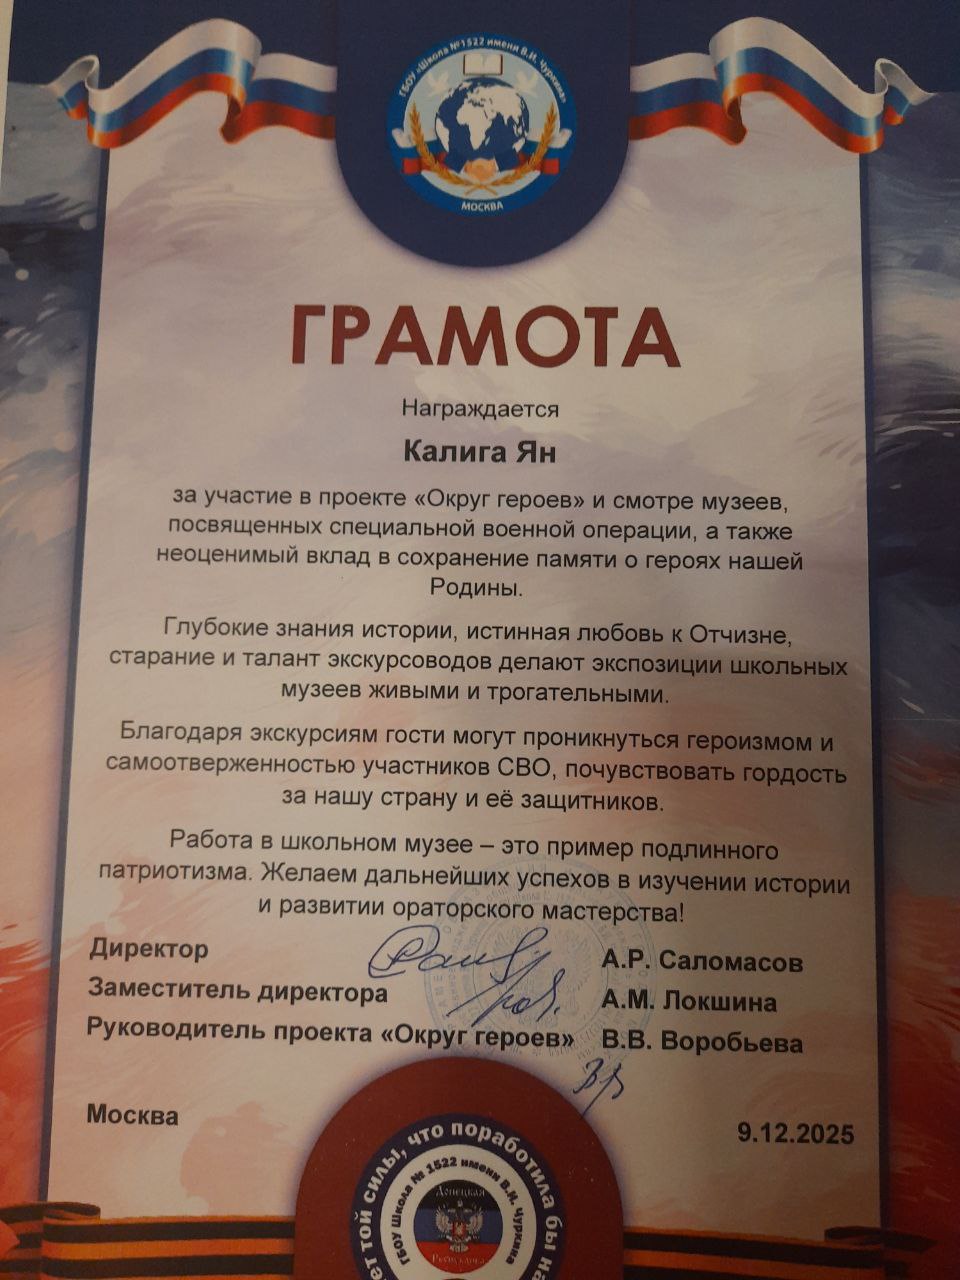 ГБОУ «Школа №1522 имени В.И. Чуркина»
МОСКВА
ГРАМОТА
Награждается
Калига Ян
за участие в проекте «Округ героев» и смотре музеев,
посвященных специальной военной операции, а также
неоценимый вклад в сохранение памяти о героях нашей
Родины.
Глубокие знания истории, истинная любовь к Отчизне,
старание и талант экскурсоводов делают экспозиции школьных
музеев живыми и трогательными.
Благодаря экскурсиям гости могут проникнуться героизмом и
самоотверженностью участников СВО, почувствовать гордость
за нашу страну и её защитников.
Работа в школьном музее – это пример подлинного
патриотизма. Желаем дальнейших успехов в изучении истории
и развитии ораторского мастерства!
Директор А.Р. Саломасов
Заместитель директора А.М. Локшина
Руководитель проекта «Округ героев» В.В. Воробьева
Москва
9.12.2025
той силы, что поработила бы
ГБОУ Школа № 1522 имени В.И. Чуркина
Донецкая
Республика